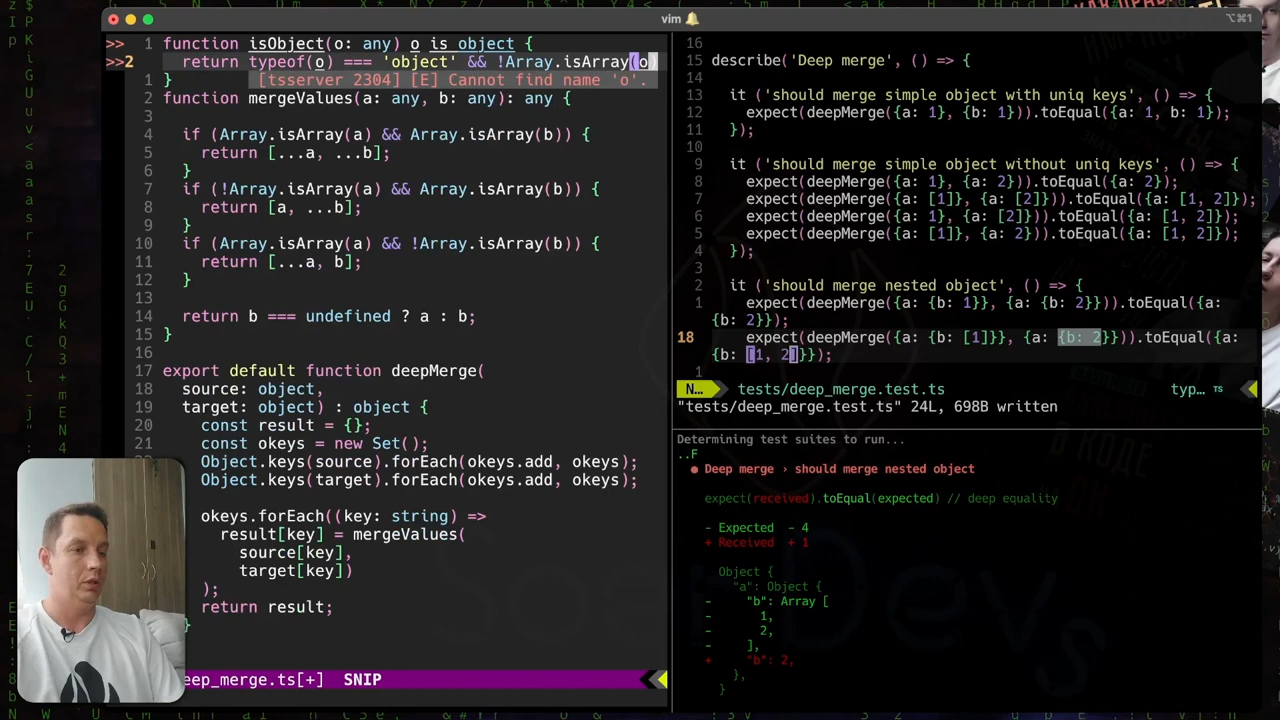 vim 🔔
⌥⌘1
>> 1 function isObject(o: any) o is object {
>>2 return typeof(o) === 'object' && !Array.isArray(o)
1 } [tsserver 2304] [E] Cannot find name 'o'.
2 function mergeValues(a: any, b: any): any {
3
4 if (Array.isArray(a) && Array.isArray(b)) {
5 return [...a, ...b];
6 }
7 if (!Array.isArray(a) && Array.isArray(b)) {
8 return [a, ...b];
9 }
10 if (Array.isArray(a) && !Array.isArray(b)) {
11 return [...a, b];
12 }
13
14 return b === undefined ? a : b;
15 }
16
17 export default function deepMerge(
18 source: object,
19 target: object) : object {
20 const result = {};
21 const okeys = new Set();
22 Object.keys(source).forEach(okeys.add, okeys);
Object.keys(target).forEach(okeys.add, okeys);
okeys.forEach((key: string) =>
result[key] = mergeValues(
source[key],
target[key])
);
return result;
}
eep_merge.ts[+] SNIP
16
15 describe('Deep merge', () => {
14
13 it ('should merge simple object with uniq keys', () => {
12 expect(deepMerge({a: 1}, {b: 1})).toEqual({a: 1, b: 1});
11 });
10
9 it ('should merge simple object without uniq keys', () => {
8 expect(deepMerge({a: 1}, {a: 2})).toEqual({a: 2});
7 expect(deepMerge({a: [1]}, {a: [2]})).toEqual({a: [1, 2]});
6 expect(deepMerge({a: 1}, {a: [2]})).toEqual({a: [1, 2]});
5 expect(deepMerge({a: [1]}, {a: 2})).toEqual({a: [1, 2]});
4 });
3
2 it ('should merge nested object', () => {
1 expect(deepMerge({a: {b: 1}}, {a: {b: 2}})).toEqual({a:
{b: 2}});
18 expect(deepMerge({a: {b: [1]}}, {a: {b: 2}})).toEqual({a:
{b: [1, 2]}});
1
N… tests/deep_merge.test.ts typ… TS
"tests/deep_merge.test.ts" 24L, 698B written
Determining test suites to run...
..F
● Deep merge › should merge nested object
expect(received).toEqual(expected) // deep equality
- Expected - 4
+ Received + 1
Object {
"a": Object {
- "b": Array [
- 1,
- 2,
- ],
+ "b": 2,
},
}